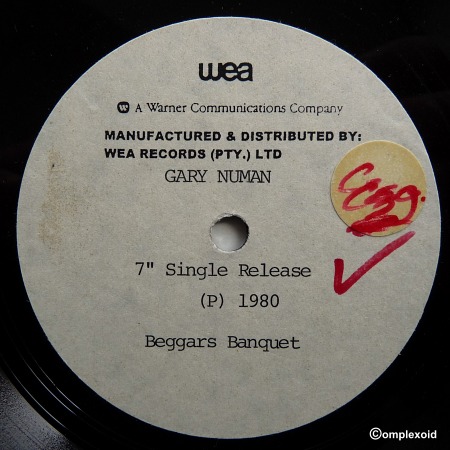 wea
A Warner Communications Company
MANUFACTURED & DISTRIBUTED BY:
WEA RECORDS (PTY.) LTD
GARY NUMAN
7" Single Release
(P) 1980
Beggars Banquet
©omplexoid